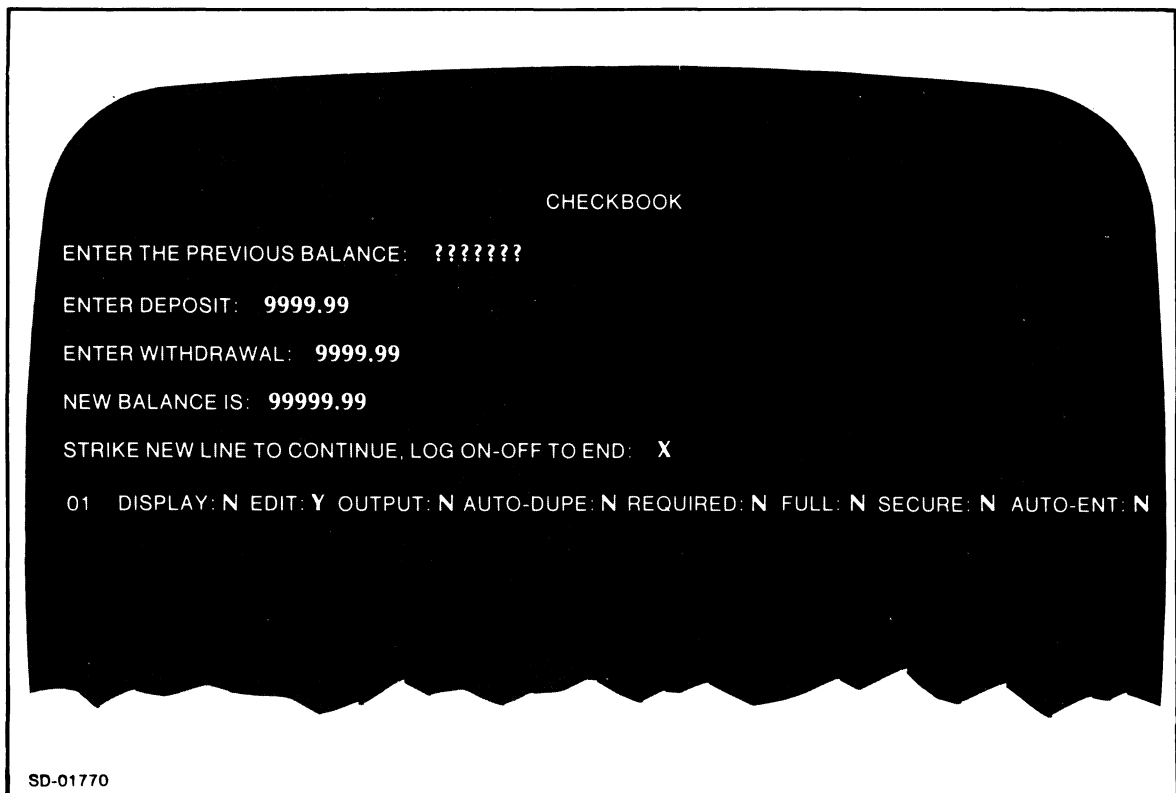 CHECKBOOK
ENTER THE PREVIOUS BALANCE: ???????
ENTER DEPOSIT: 9999.99
ENTER WITHDRAWAL: 9999.99
NEW BALANCE IS: 99999.99
STRIKE NEW LINE TO CONTINUE, LOG ON-OFF TO END: X
01 DISPLAY: N EDIT: Y OUTPUT: N AUTO-DUPE: N REQUIRED: N FULL: N SECURE: N AUTO-ENT: N
SD-01770